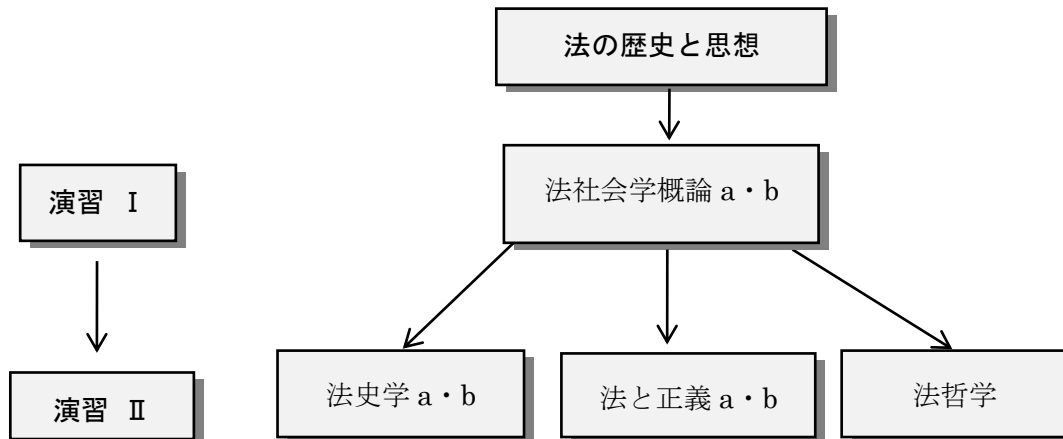 法の歴史と思想
法社会学概論 a・b
演習 Ⅰ
法史学 a・b
法と正義 a・b
法哲学
演習 Ⅱ